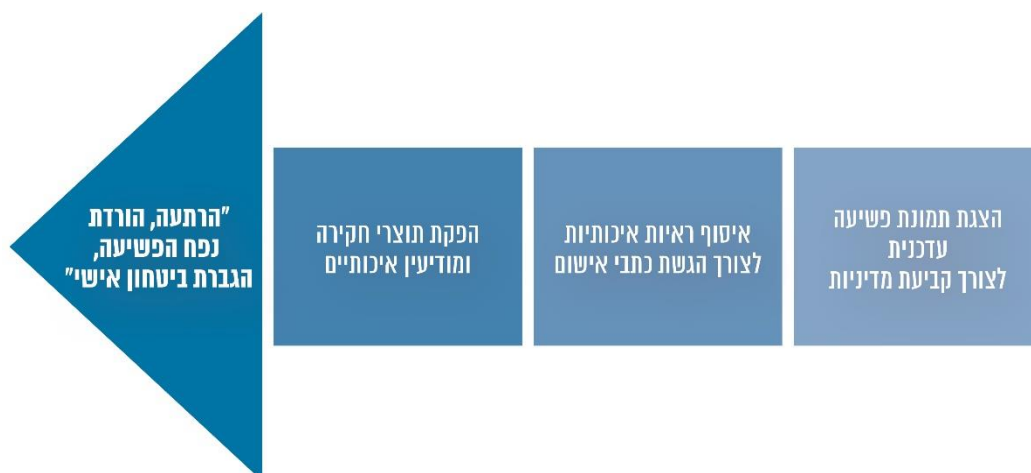 הצגת תמונת פשיעה
עדכנית
לצורך קביעת מדיניות
איסוף ראיות איכותיות
לצורך הגשת כתבי אישום
הפקת תוצרי חקירה
ומודיעין איכותיים
"הרתעה, הורדת
נפח הפשיעה,
הגברת ביטחון אישי"